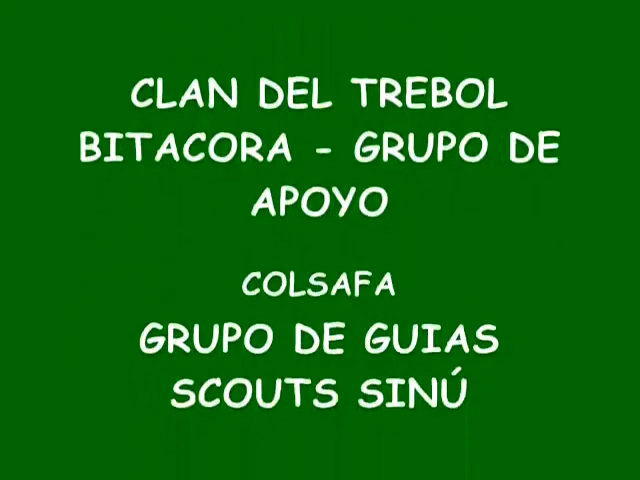 CLAN DEL TREBOL
BITACORA - GRUPO DE
APOYO
COLSAFA
GRUPO DE GUIAS
SCOUTS SINÚ